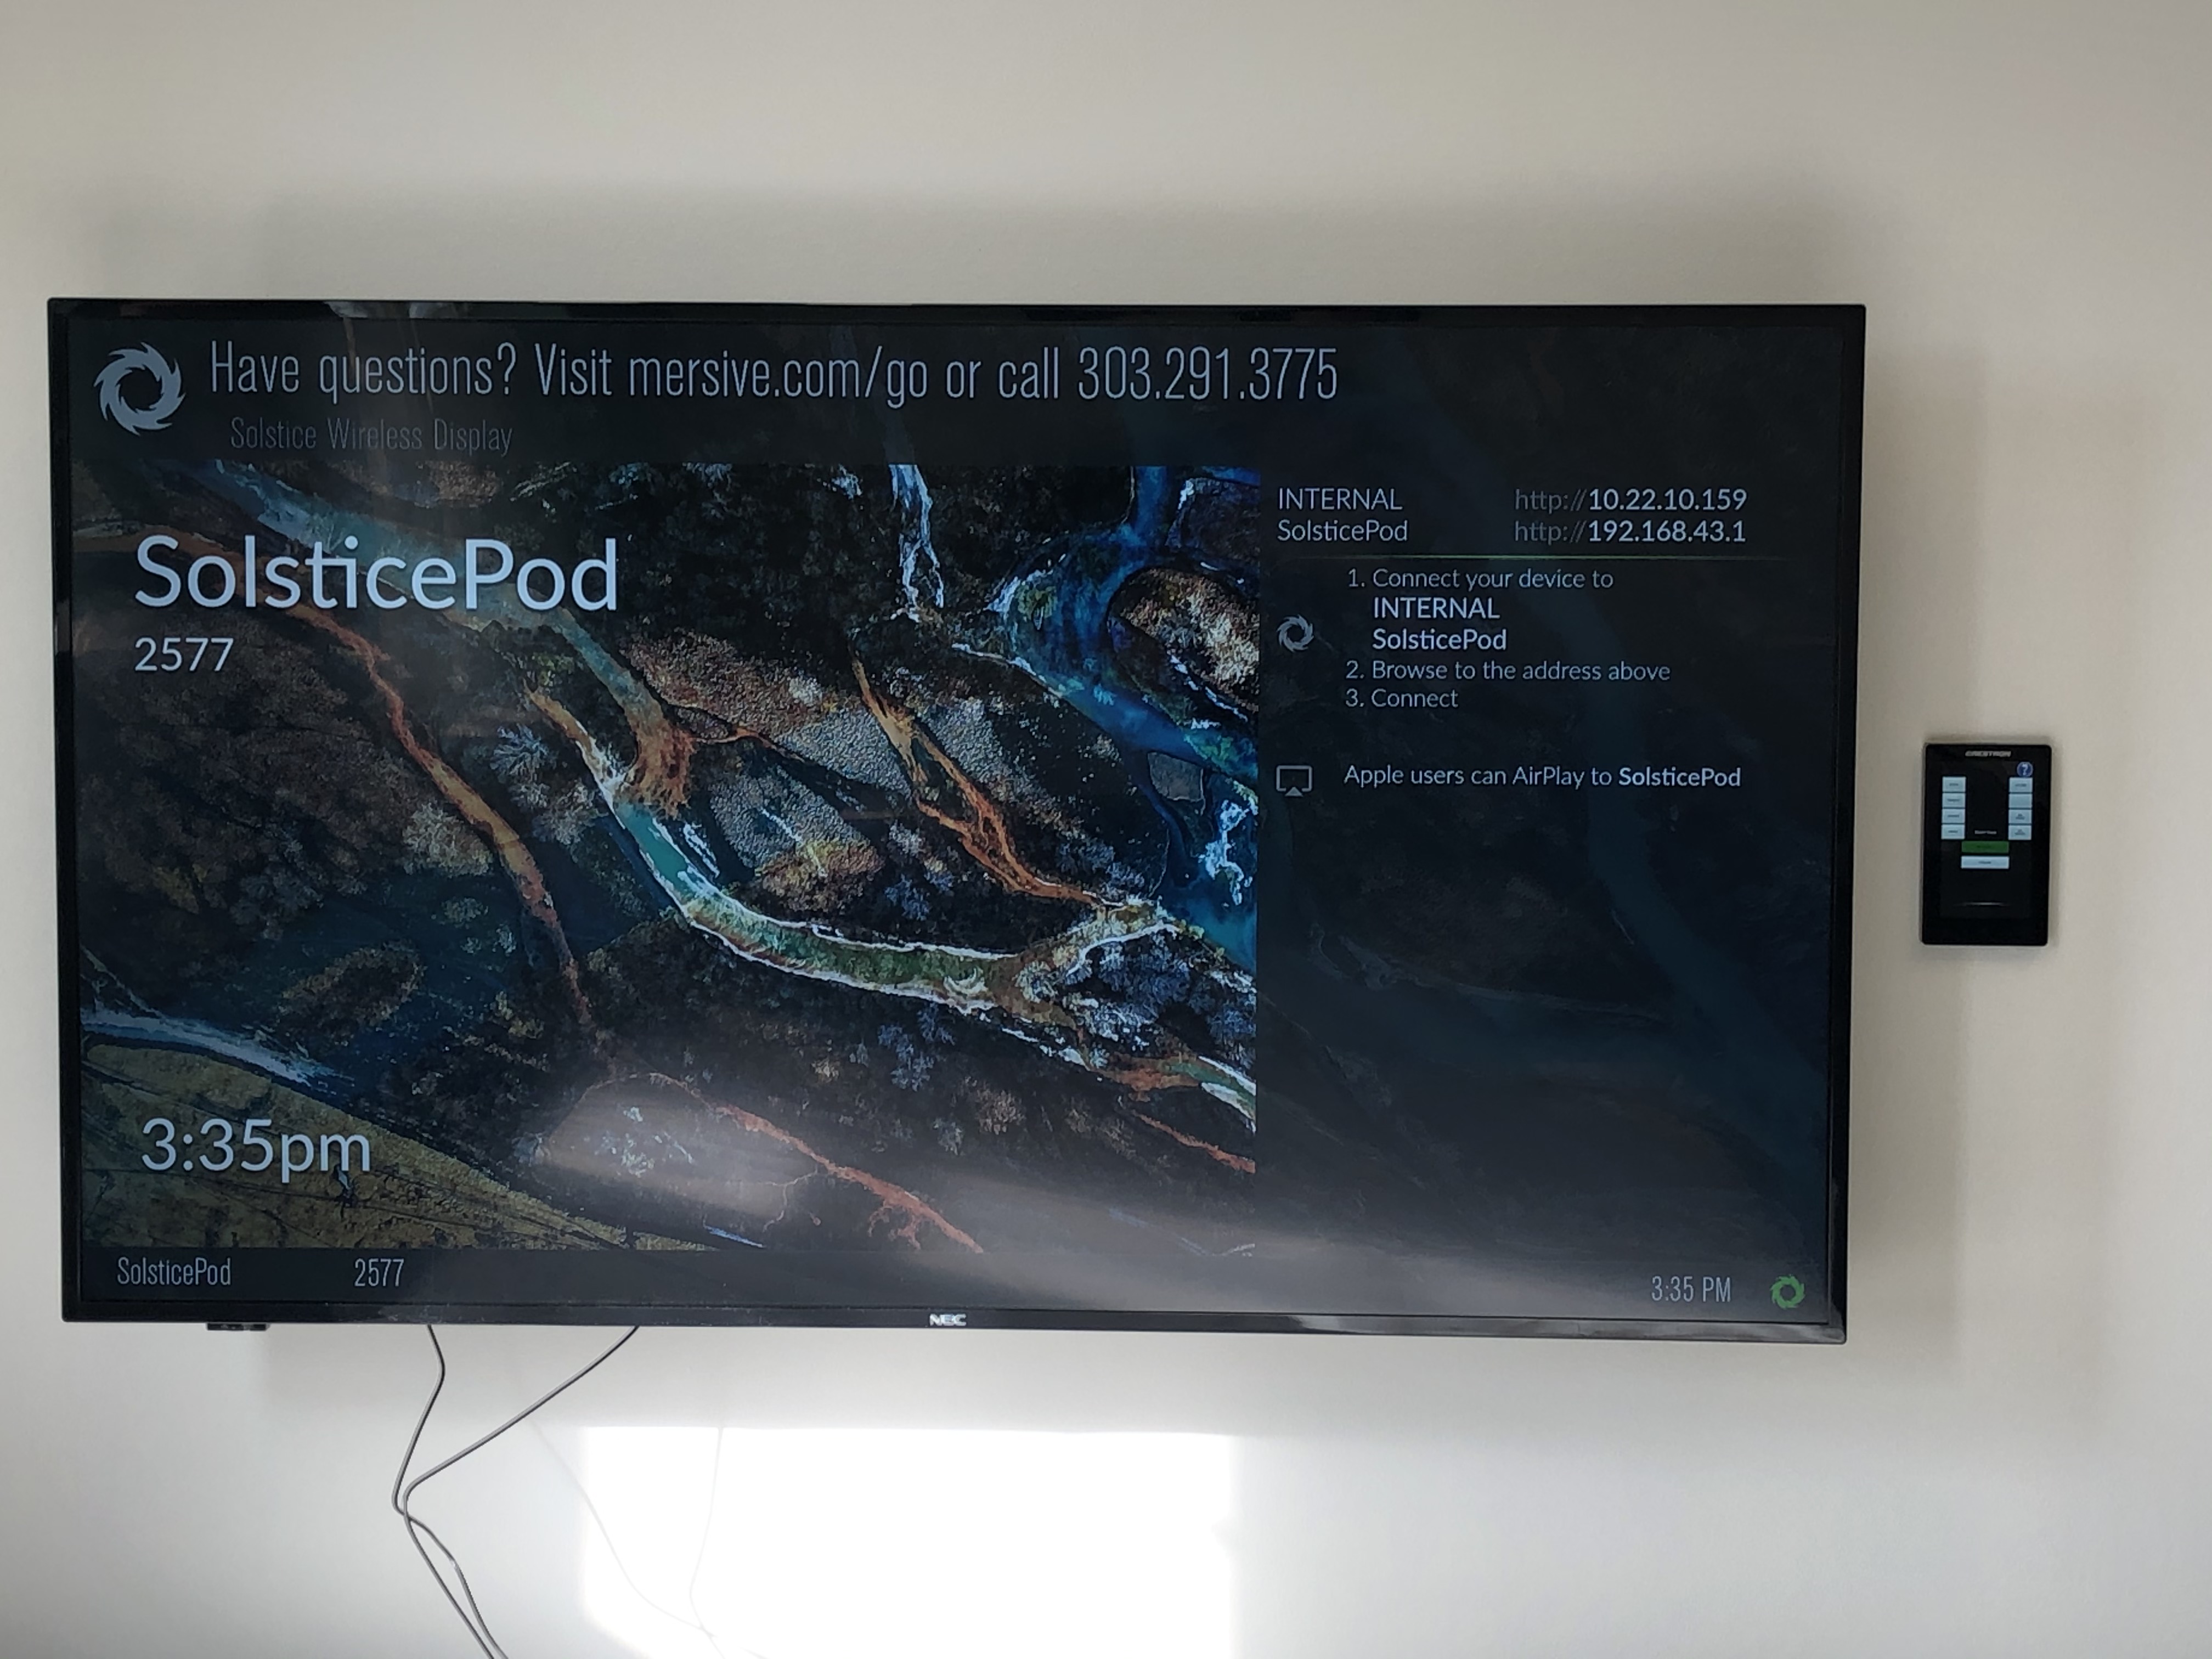 Have questions? Visit mersive.com/go or call 303.291.3775
Solstice Wireless Display
SolsticePod
2577
3:35pm
INTERNAL http://10.22.10.159
SolsticePod http://192.168.43.1
1. Connect your device to
INTERNAL
SolsticePod
2. Browse to the address above
3. Connect
Apple users can AirPlay to SolsticePod
SolsticePod 2577
3:35 PM
NEC
CRESTRON
?